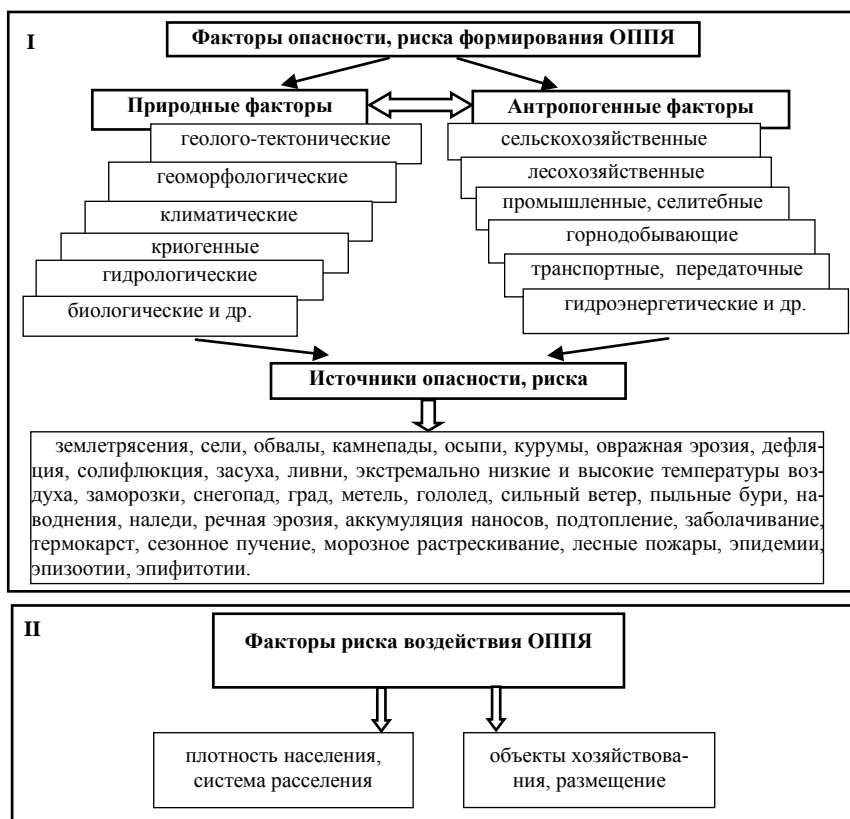 I
Факторы опасности, риска формирования ОППЯ
Природные факторы
Антропогенные факторы
геолого-тектонические
геоморфологические
климатические
криогенные
гидрологические
биологические и др.
сельскохозяйственные
лесохозяйственные
промышленные, селитебные
горнодобывающие
транспортные, передаточные
гидроэнергетические и др.
Источники опасности, риска
землетрясения, сели, обвалы, камнепады, осыпи, курумы, овражная эрозия, дефля-
ция, солифлюкция, засуха, ливни, экстремально низкие и высокие температуры воз-
духа, заморозки, снегопад, град, метель, гололед, сильный ветер, пыльные бури, на-
воднения, наледи, речная эрозия, аккумуляция наносов, подтопление, заболачивание,
термокарст, сезонное пучение, морозное растрескивание, лесные пожары, эпидемии,
эпизоотии, эпифитотии.
II
Факторы риска воздействия ОППЯ
плотность населения,
система расселения
объекты хозяйствова-
ния, размещение